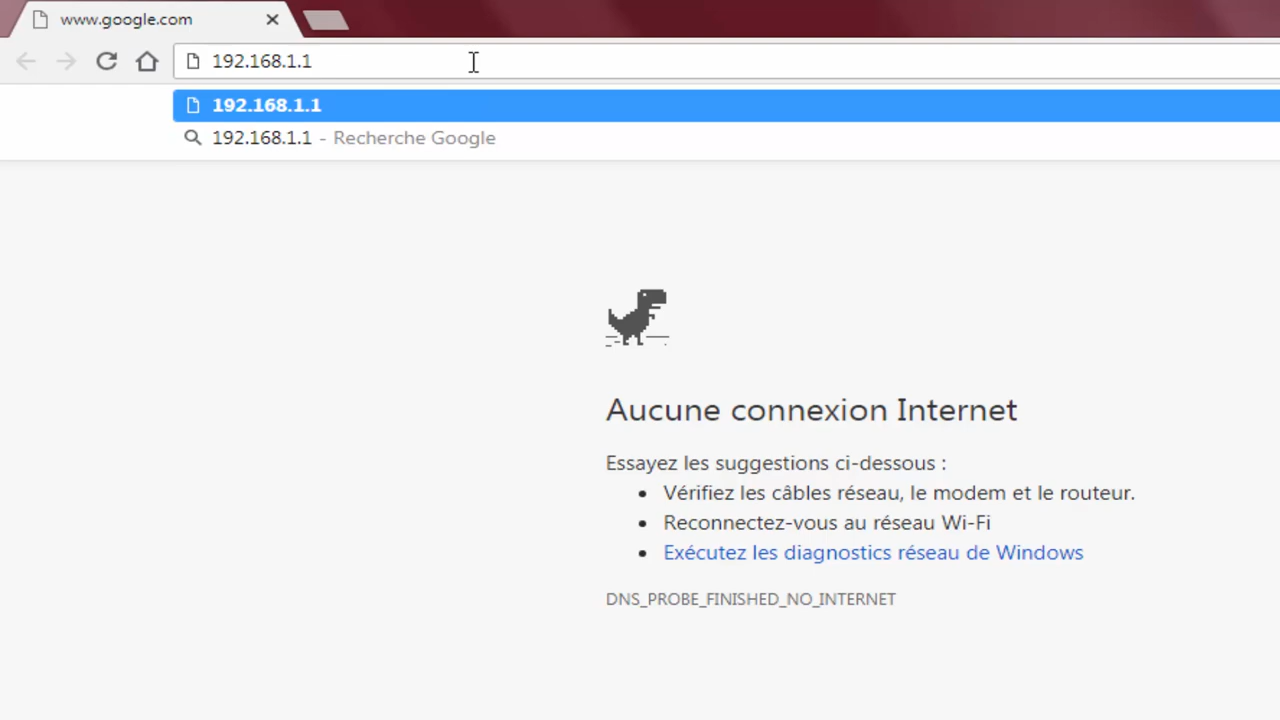 www.google.com
192.168.1.1
192.168.1.1
192.168.1.1 - Recherche Google
Aucune connexion Internet
Essayez les suggestions ci-dessous :
• Vérifiez les câbles réseau, le modem et le routeur.
• Reconnectez-vous au réseau Wi-Fi
• Exécutez les diagnostics réseau de Windows
DNS_PROBE_FINISHED_NO_INTERNET